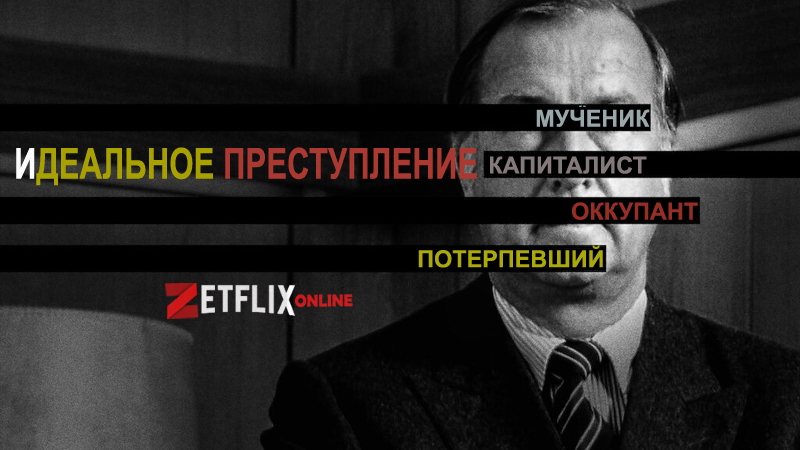 МУЧЕНИК
ИДЕАЛЬНОЕ ПРЕСТУПЛЕНИЕ
КАПИТАЛИСТ
ОККУПАНТ
ПОТЕРПЕВШИЙ
ZETFLIX ONLINE